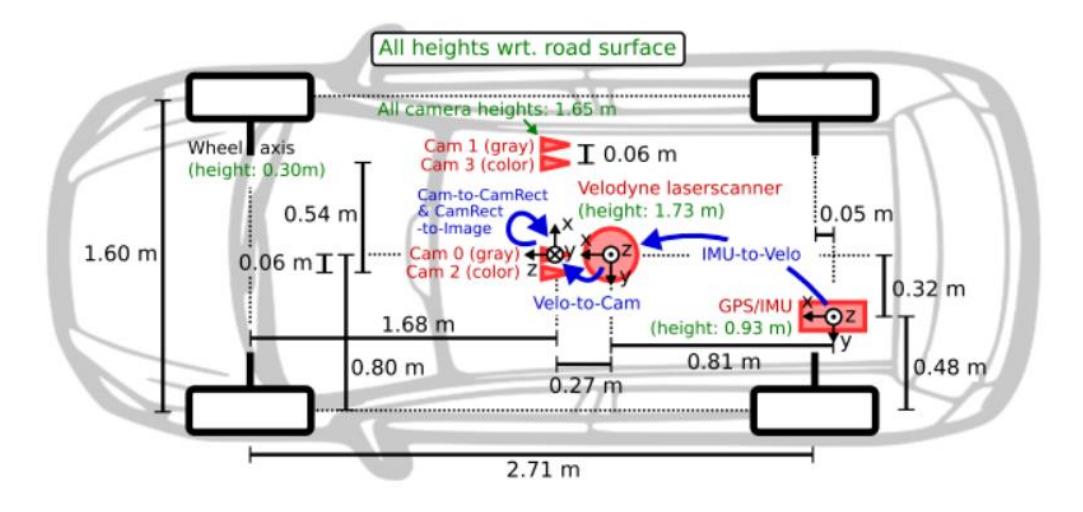 All heights wrt. road surface
All camera heights: 1.65 m
Wheel axis
(height: 0.30m)
Cam 1 (gray)
Cam 3 (color)
0.06 m
Cam-to-CamRect
& CamRect
-to-Image
Velodyne laserscanner
(height: 1.73 m)
0.54 m
0.05 m
1.60 m
0.06 m
Cam 0 (gray)
Cam 2 (color)
x
y
z
x
z
y
IMU-to-Velo
Velo-to-Cam
0.32 m
GPS/IMU
(height: 0.93 m)
x
z
y
1.68 m
0.80 m
0.27 m
0.81 m
0.48 m
2.71 m